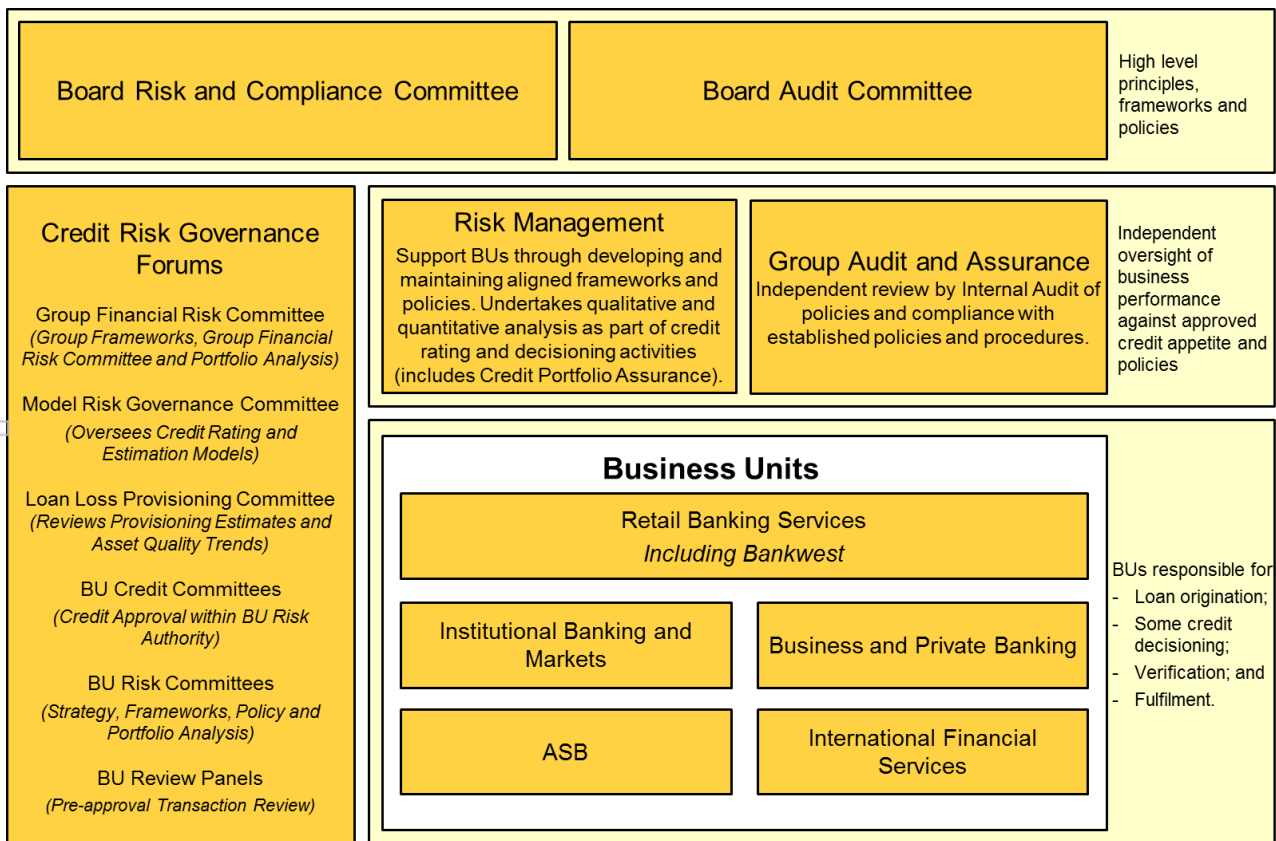 Board Risk and Compliance Committee
Board Audit Committee
High level
principles,
frameworks and
policies
Credit Risk Governance
Forums
Group Financial Risk Committee
(Group Frameworks, Group Financial
Risk Committee and Portfolio Analysis)
Model Risk Governance Committee
(Oversees Credit Rating and
Estimation Models)
Loan Loss Provisioning Committee
(Reviews Provisioning Estimates and
Asset Quality Trends)
BU Credit Committees
(Credit Approval within BU Risk
Authority)
BU Risk Committees
(Strategy, Frameworks, Policy and
Portfolio Analysis)
BU Review Panels
(Pre-approval Transaction Review)
Risk Management
Support BUs through developing and
maintaining aligned frameworks and
policies. Undertakes qualitative and
quantitative analysis as part of credit
rating and decisioning activities
(includes Credit Portfolio Assurance).
Group Audit and Assurance
Independent review by Internal Audit of
policies and compliance with
established policies and procedures.
Independent
oversight of
business
performance
against approved
credit appetite and
policies
Business Units
Retail Banking Services
Including Bankwest
Institutional Banking and
Markets
Business and Private Banking
ASB
International Financial
Services
BUs responsible for
- Loan origination;
- Some credit
decisioning;
- Verification; and
- Fulfilment.